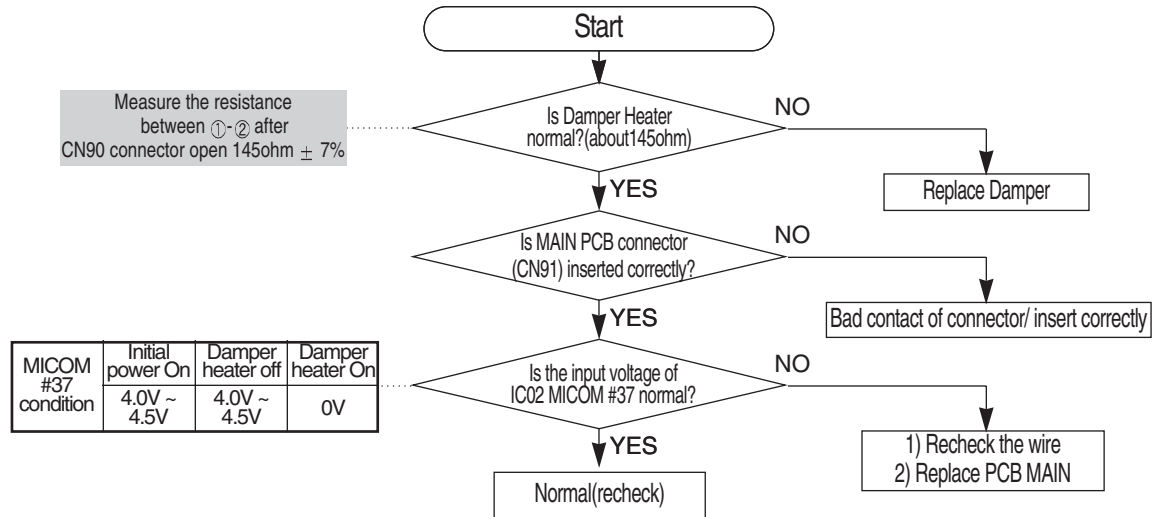 Start
Measure the resistance
between ①-② after
CN90 connector open 145ohm ± 7%
Is Damper Heater
normal?(about145ohm)
NO
Replace Damper
YES
Is MAIN PCB connector
(CN91) inserted correctly?
NO
Bad contact of connector/ insert correctly
YES
MICOM
#37
condition
Initial
power On
Damper
heater off
Damper
heater On
4.0V ~
4.5V
4.0V ~
4.5V
0V
Is the input voltage of
IC02 MICOM #37 normal?
NO
1) Recheck the wire
2) Replace PCB MAIN
YES
Normal(recheck)